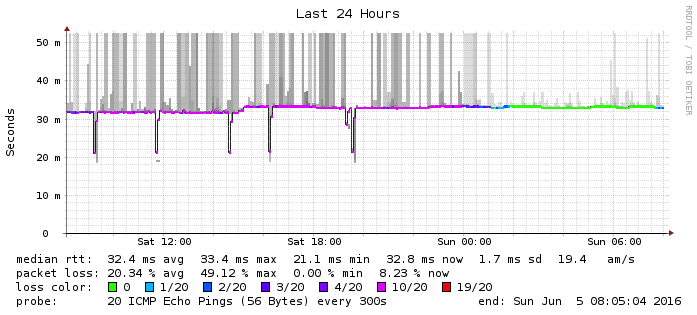 Last 24 Hours
RRDTOOL / TOBI OETIKER
Seconds
50 m
40 m
30 m
20 m
10 m
0
Sat 12:00 Sat 18:00 Sun 00:00 Sun 06:00
median rtt: 32.4 ms avg 33.4 ms max 21.1 ms min 32.8 ms now 1.7 ms sd 19.4 am/s
packet loss: 20.34 % avg 49.12 % max 0.00 % min 8.23 % now
loss color: 0 1/20 2/20 3/20 4/20 10/20 19/20
probe: 20 ICMP Echo Pings (56 Bytes) every 300s end: Sun Jun 5 08:05:04 2016